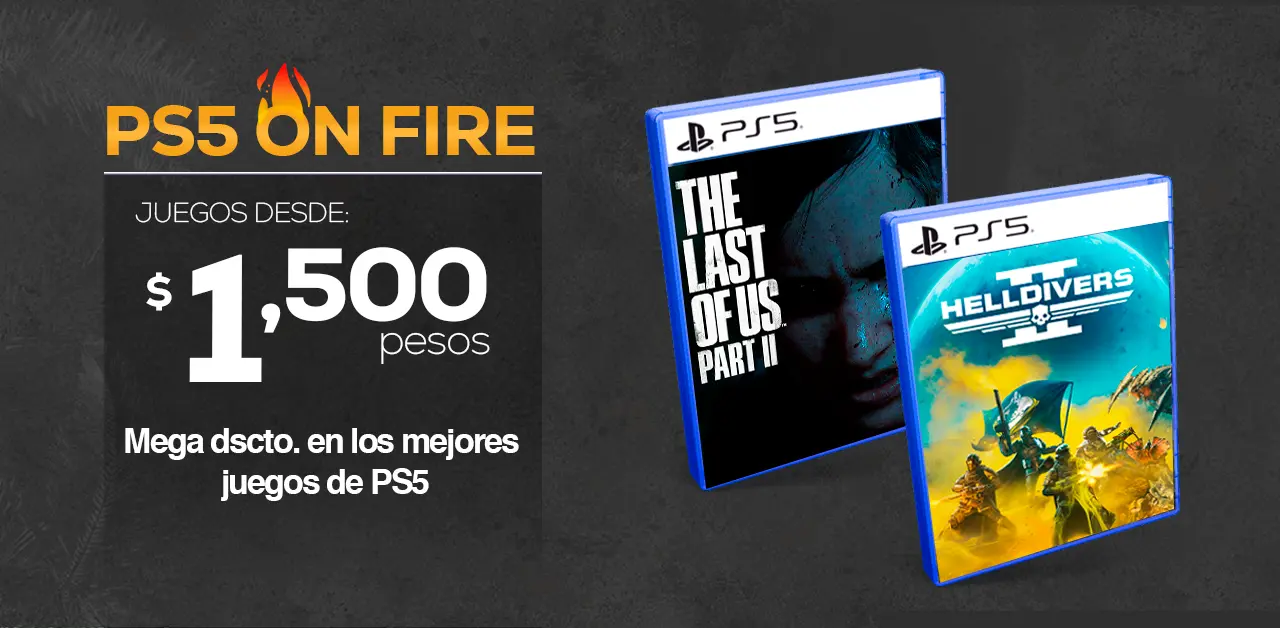 PS5 ON FIRE
JUEGOS DESDE:
$1,500
pesos
Mega dscto. en los mejores
juegos de PS5
PS5
THE
LAST
OF US
PART II
PS5
HELLDIVERS
II